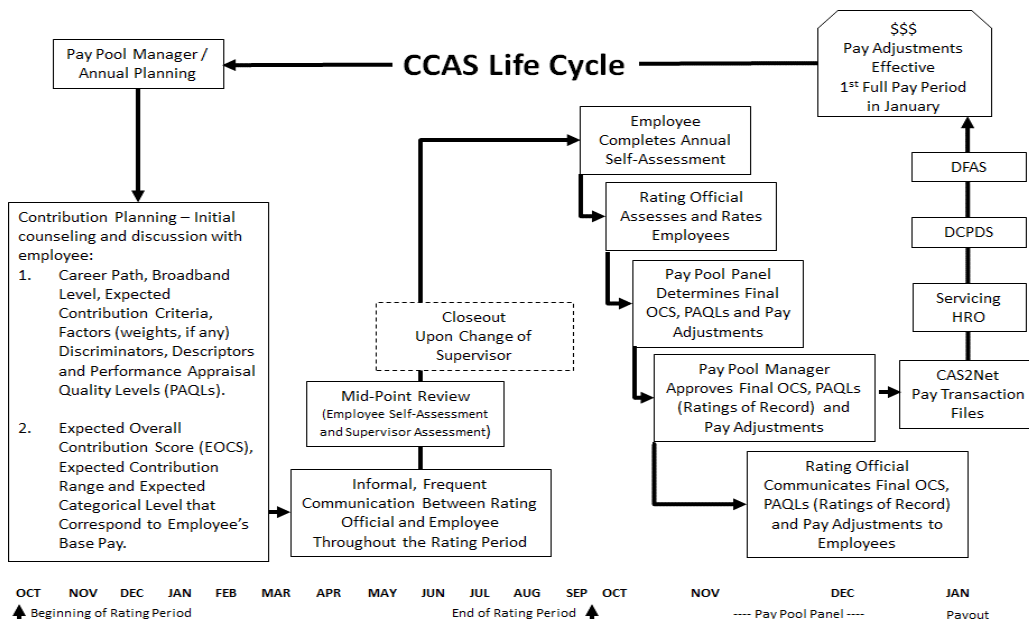 CCAS Life Cycle
Pay Pool Manager /
Annual Planning
Contribution Planning – Initial
counseling and discussion with
employee:
1. Career Path, Broadband
Level, Expected
Contribution Criteria,
Factors (weights, if any)
Discriminators, Descriptors
and Performance Appraisal
Quality Levels (PAQLs).
2. Expected Overall
Contribution Score (EOCS),
Expected Contribution
Range and Expected
Categorical Level that
Correspond to Employee's
Base Pay.
Informal, Frequent
Communication Between Rating
Official and Employee
Throughout the Rating Period
Mid-Point Review
(Employee Self-Assessment
and Supervisor Assessment)
Closeout
Upon Change of
Supervisor
Employee
Completes Annual
Self-Assessment
Rating Official
Assesses and Rates
Employees
Pay Pool Panel
Determines Final
OCS, PAQLs and Pay
Adjustments
Pay Pool Manager
Approves Final OCS, PAQLs
(Ratings of Record) and
Pay Adjustments
Rating Official
Communicates Final OCS,
PAQLs (Ratings of Record)
and Pay Adjustments to
Employees
CAS2Net
Pay Transaction
Files
Servicing
HRO
DCPDS
DFAS
$$$
Pay Adjustments
Effective
1st Full Pay Period
in January
OCT NOV DEC JAN FEB MAR APR MAY JUN JUL AUG SEP OCT NOV DEC JAN
Beginning of Rating Period End of Rating Period ---- Pay Pool Panel ---- Payout